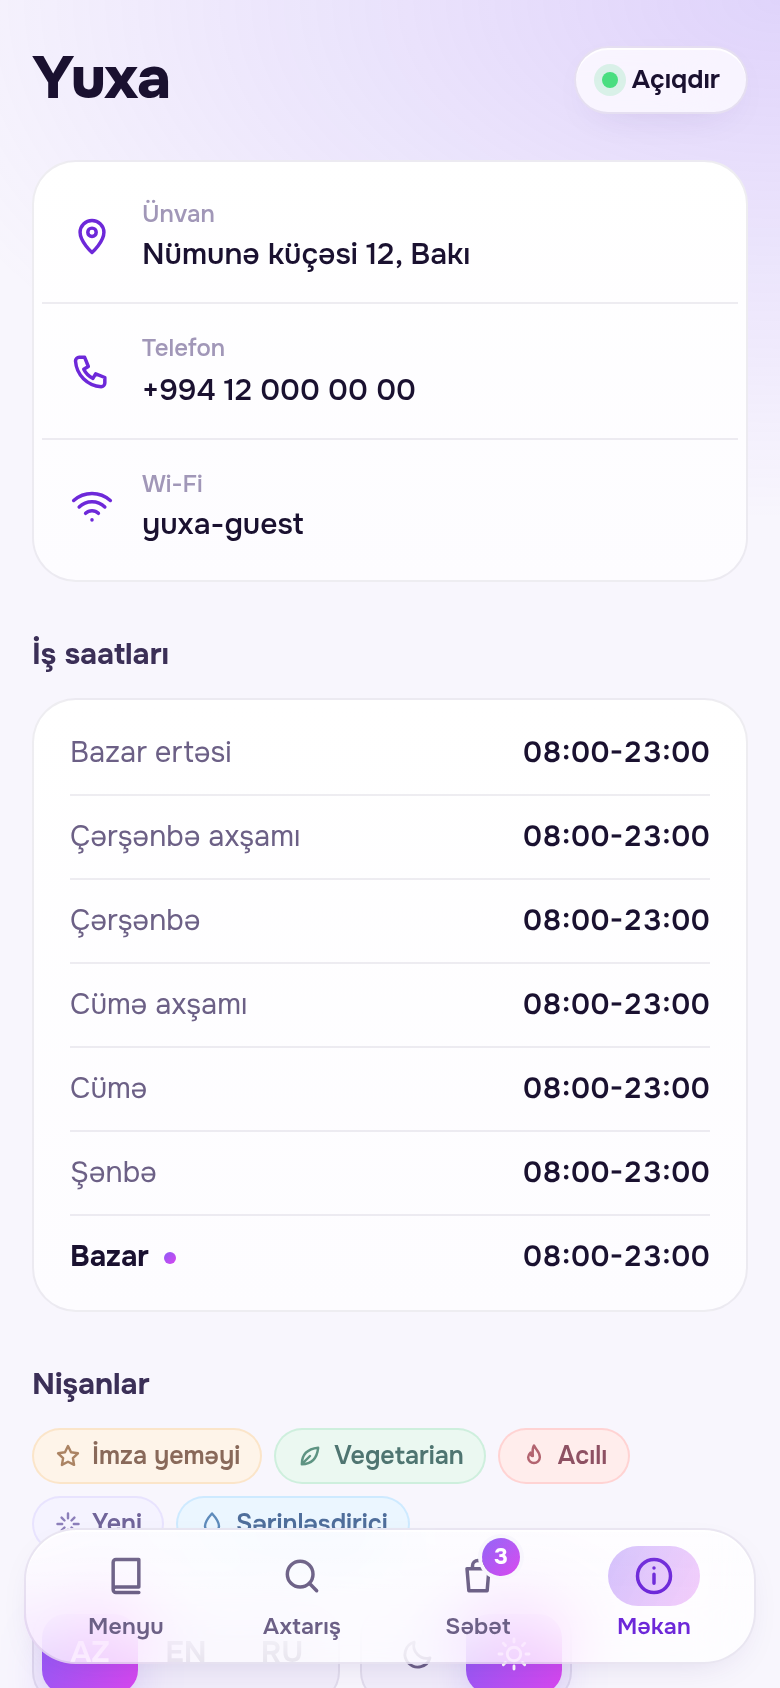 Yuxa
Açıqdır
Ünvan
Nümunə küçəsi 12, Bakı
Telefon
+994 12 000 00 00
Wi-Fi
yuxa-guest
İş saatları
Bazar ertəsi 08:00-23:00
Çərşənbə axşamı 08:00-23:00
Çərşənbə 08:00-23:00
Cümə axşamı 08:00-23:00
Cümə 08:00-23:00
Şənbə 08:00-23:00
Bazar 08:00-23:00
Nişanlar
İmza yeməyi Vegetarian Acılı
Yeni Sərinləşdirici
3
Menyu Axtarış Səbət Məkan
AZ EN RU